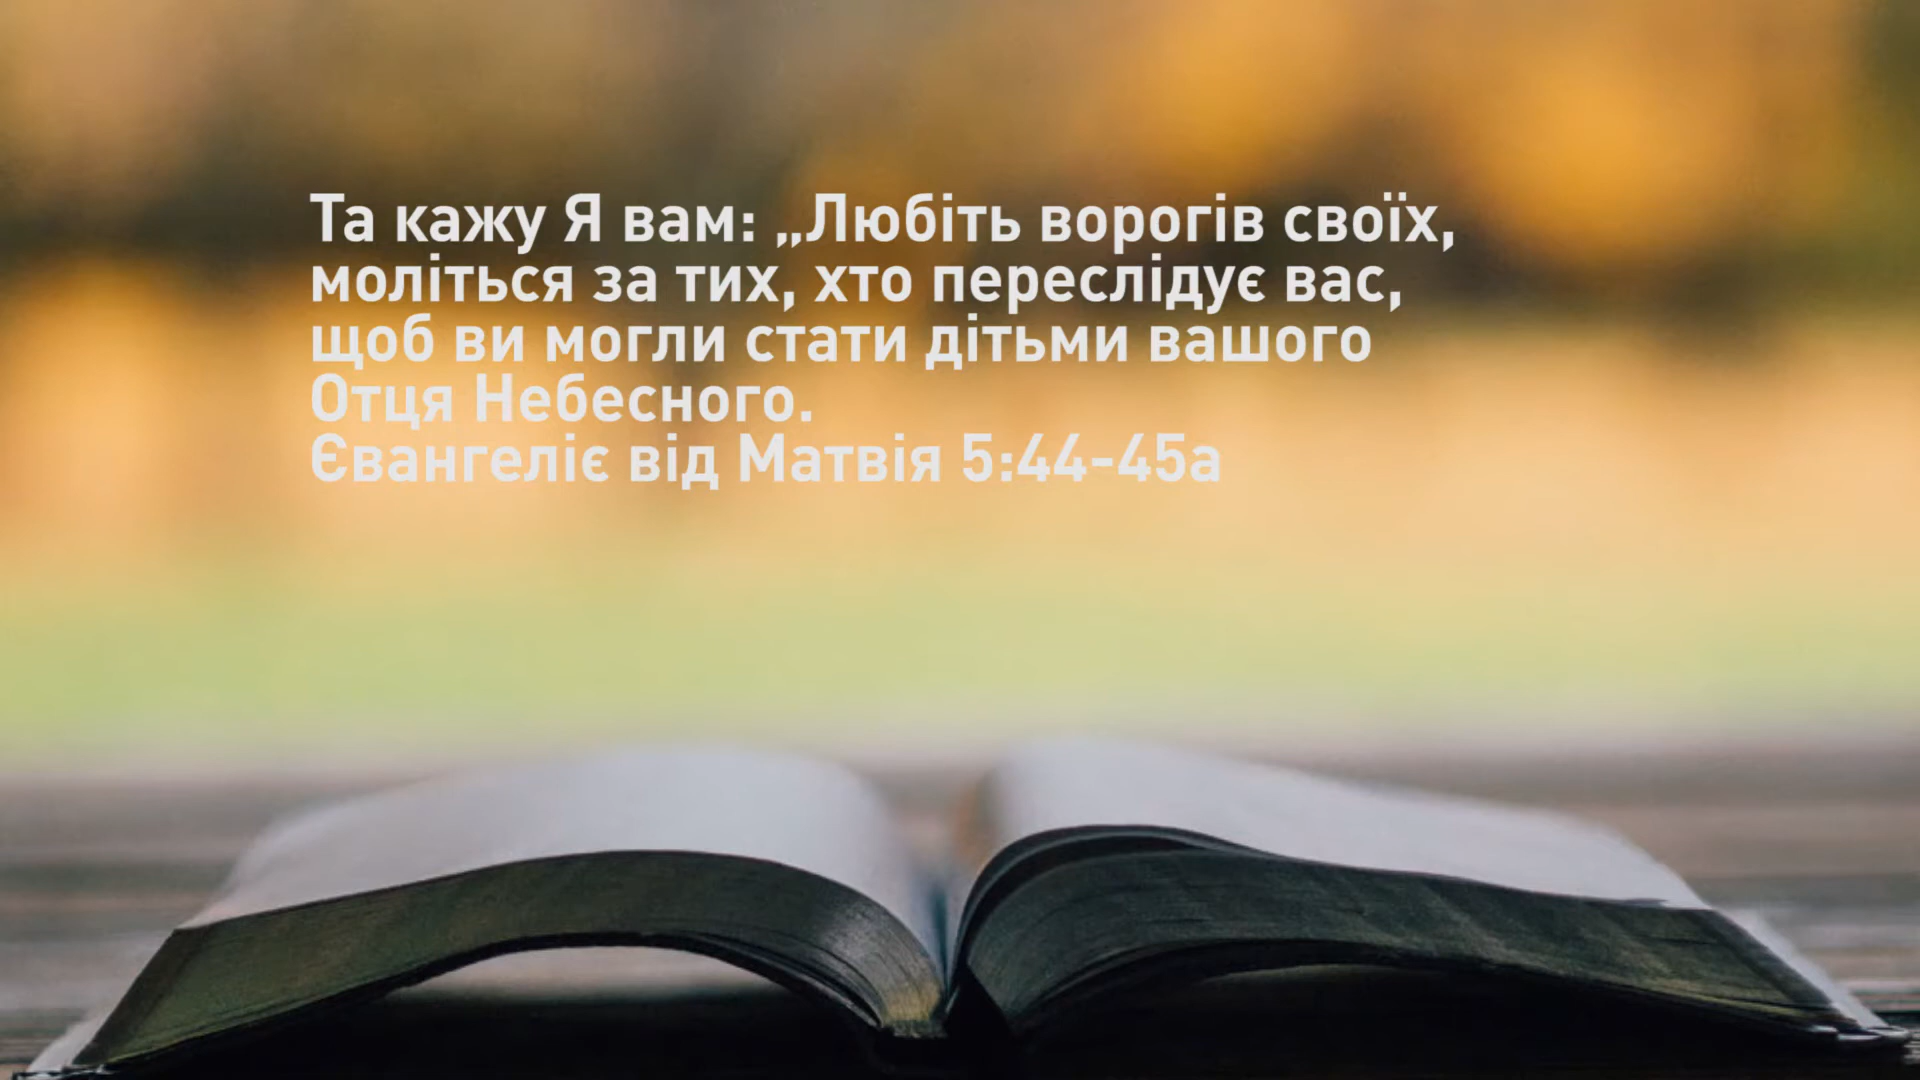 Та кажу Я вам: „Любіть ворогів своїх,
моліться за тих, хто переслідує вас,
щоб ви могли стати дітьми вашого
Отця Небесного.
Євангеліє від Матвія 5:44-45а